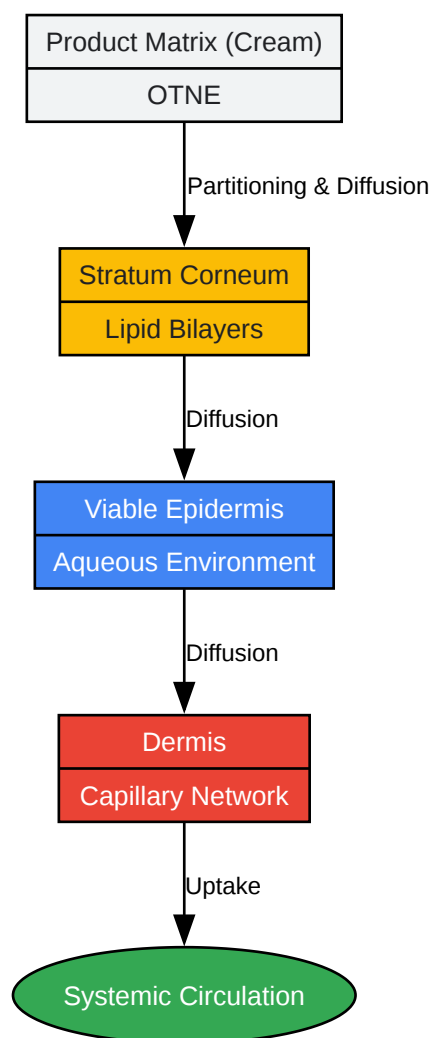 Product Matrix (Cream)
OTNE
Partitioning & Diffusion
Stratum Corneum
Lipid Bilayers
Diffusion
Viable Epidermis
Aqueous Environment
Diffusion
Dermis
Capillary Network
Uptake
Systemic Circulation